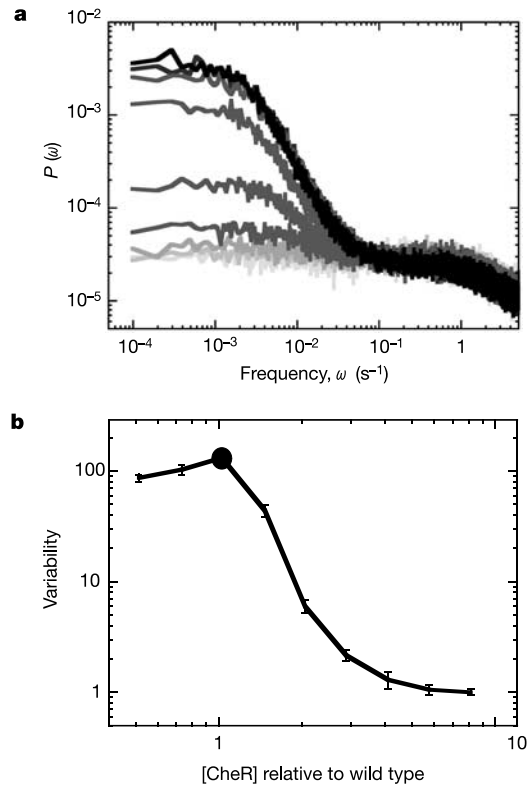 a
10⁻²
10⁻³
10⁻⁴
10⁻⁵
P (ω)
10⁻⁴ 10⁻³ 10⁻² 10⁻¹ 1
Frequency, ω (s⁻¹)
b
100
10
1
Variability
1 10
[CheR] relative to wild type